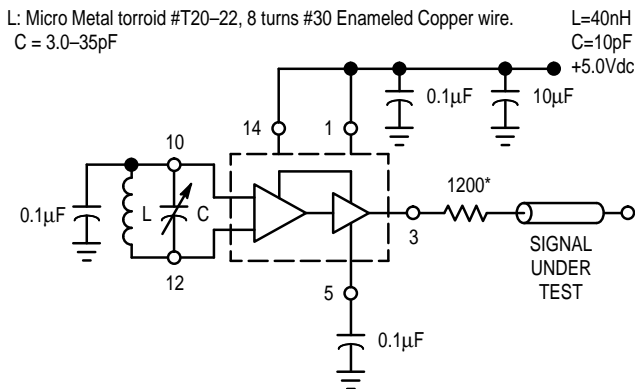 L: Micro Metal torroid #T20–22, 8 turns #30 Enameled Copper wire.
C = 3.0–35pF
L=40nH
C=10pF
+5.0Vdc
0.1μF
10μF
14
1
10
1200*
0.1μF
L
C
3
12
SIGNAL
UNDER
TEST
5
0.1μF